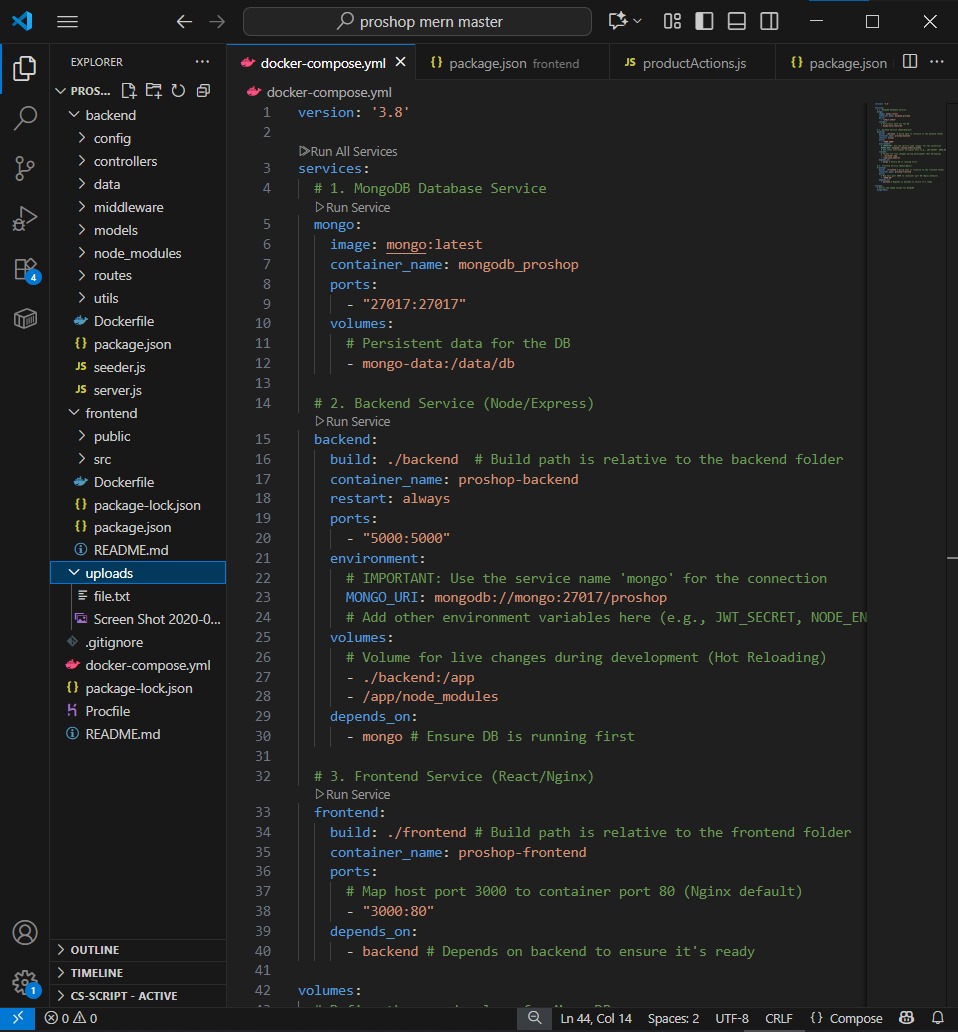 proshop mern master
EXPLORER
PROS...
backend
config
controllers
data
middleware
models
node_modules
routes
utils
Dockerfile
package.json
seeder.js
server.js
frontend
public
src
Dockerfile
package-lock.json
package.json
README.md
uploads
file.txt
Screen Shot 2020-0...
.gitignore
docker-compose.yml
package-lock.json
Procfile
README.md
OUTLINE
TIMELINE
CS-SCRIPT - ACTIVE
4
1
docker-compose.yml
package.json frontend
JS productActions.js
package.json
docker-compose.yml
1 version: '3.8'
2
Run All Services
3 services:
4 # 1. MongoDB Database Service
Run Service
5 mongo:
6 image: mongo:latest
7 container_name: mongodb_proshop
8 ports:
9 - "27017:27017"
10 volumes:
11 # Persistent data for the DB
12 - mongo-data:/data/db
13
14 # 2. Backend Service (Node/Express)
Run Service
15 backend:
16 build: ./backend # Build path is relative to the backend folder
17 container_name: proshop-backend
18 restart: always
19 ports:
20 - "5000:5000"
21 environment:
22 # IMPORTANT: Use the service name 'mongo' for the connection
23 MONGO_URI: mongodb://mongo:27017/proshop
24 # Add other environment variables here (e.g., JWT_SECRET, NODE_EN
25 volumes:
26 # Volume for live changes during development (Hot Reloading)
27 - ./backend:/app
28 - /app/node_modules
29 depends_on:
30 - mongo # Ensure DB is running first
31
32 # 3. Frontend Service (React/Nginx)
Run Service
33 frontend:
34 build: ./frontend # Build path is relative to the frontend folder
35 container_name: proshop-frontend
36 ports:
37 # Map host port 3000 to container port 80 (Nginx default)
38 - "3000:80"
39 depends_on:
40 - backend # Depends on backend to ensure it's ready
41
42 volumes:
0 0
Ln 44, Col 14 Spaces: 2 UTF-8 CRLF {} Compose